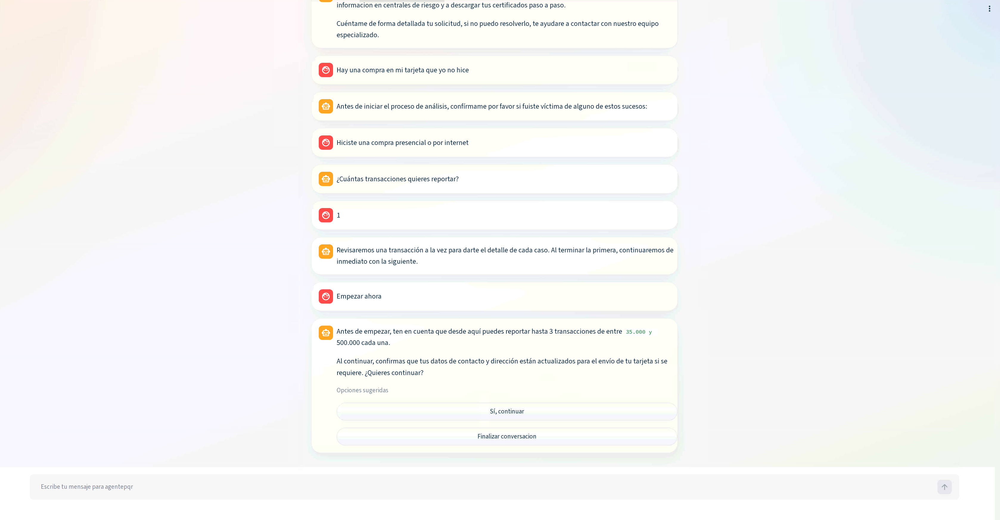 informacion en centrales de riesgo y a descargar tus certificados paso a paso.
Cuéntame de forma detallada tu solicitud, si no puedo resolverlo, te ayudare a contactar con nuestro equipo
especializado.
Hay una compra en mi tarjeta que yo no hice
Antes de iniciar el proceso de análisis, confírmame por favor si fuiste víctima de alguno de estos sucesos:
Hiciste una compra presencial o por internet
¿Cuántas transacciones quieres reportar?
1
Revisaremos una transacción a la vez para darte el detalle de cada caso. Al terminar la primera, continuaremos de
inmediato con la siguiente.
Empezar ahora
Antes de empezar, ten en cuenta que desde aquí puedes reportar hasta 3 transacciones de entre 35.000 y
500.000 cada una.
Al continuar, confirmas que tus datos de contacto y dirección están actualizados para el envío de tu tarjeta si se
requiere. ¿Quieres continuar?
Opciones sugeridas
Sí, continuar
Finalizar conversacion
Escribe tu mensaje para agentepqr